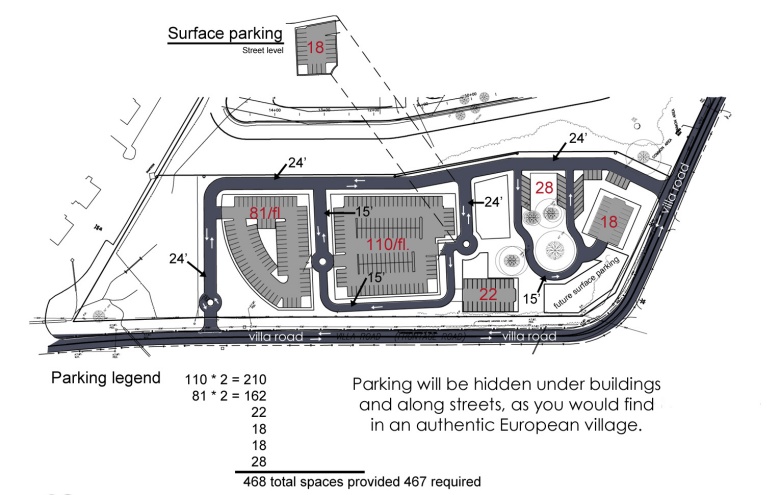 Surface parking
Street level
18
24'
24'
28
81/fl
15'
24'
18
villa road
110/fl.
24'
15'
22
15'
future surface parking
villa road
villa road
Parking legend
110 * 2 = 210
81 * 2 = 162
22
18
18
28
468 total spaces provided 467 required
Parking will be hidden under buildings
and along streets, as you would find
in an authentic European village.